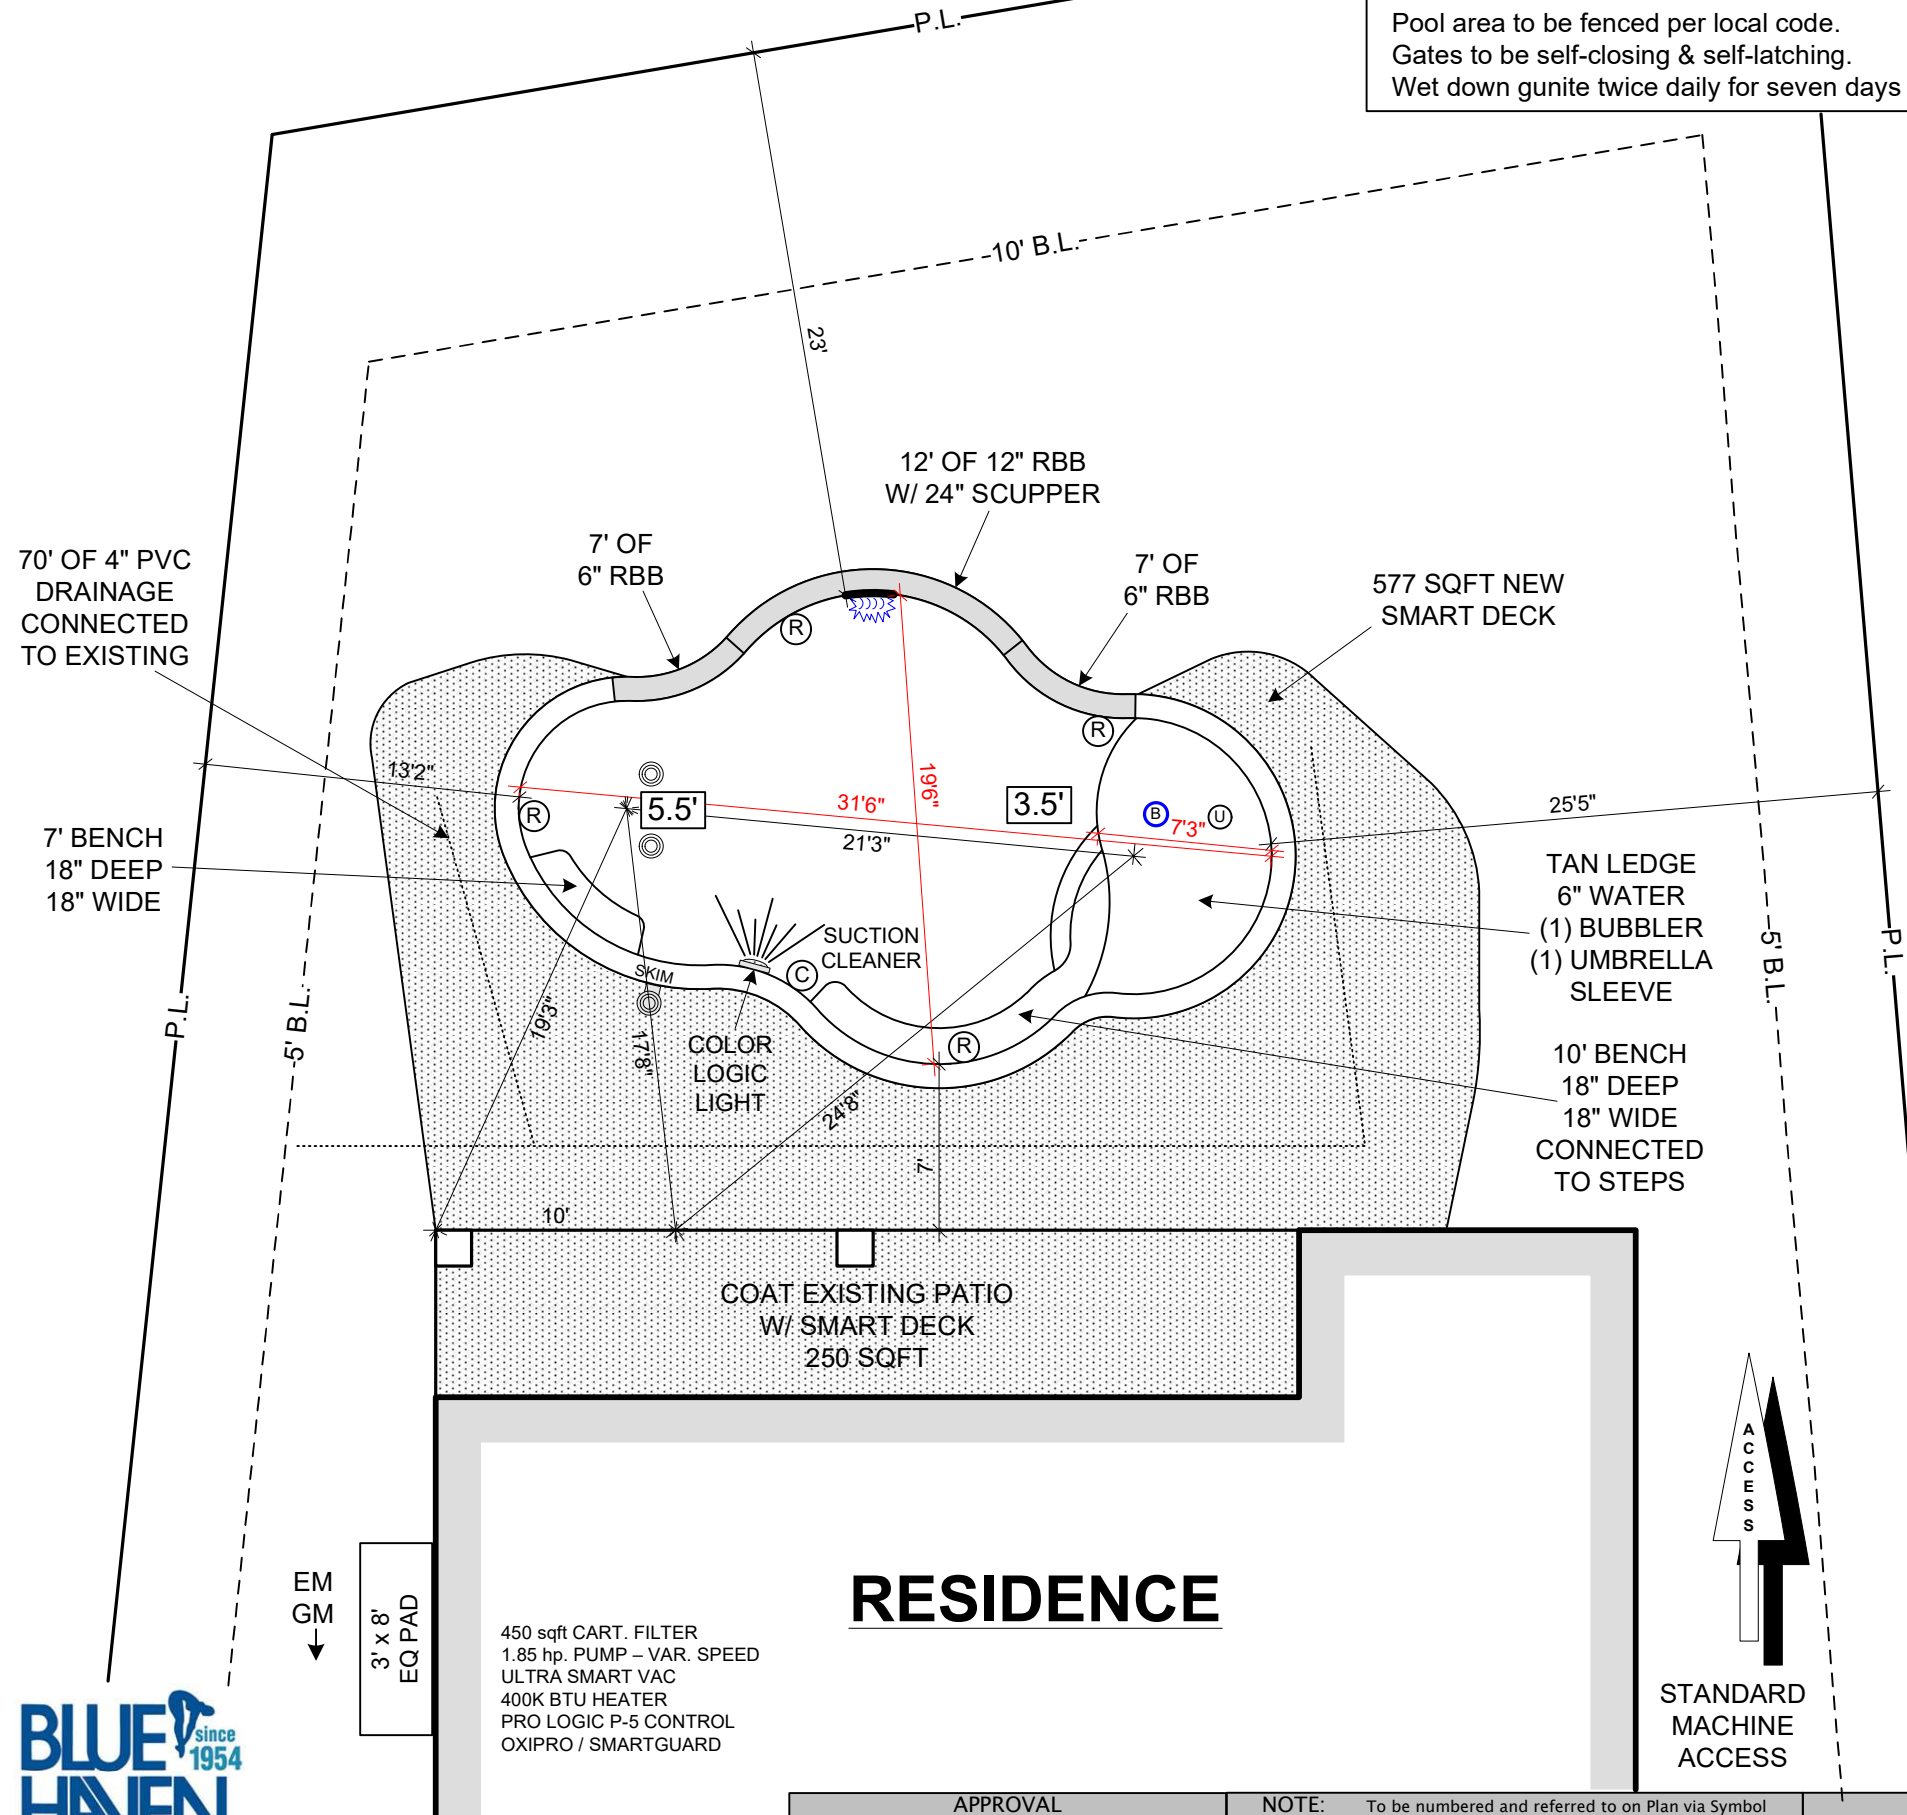 P.L.
Pool area to be fenced per local code.
Gates to be self-closing & self-latching.
Wet down gunite twice daily for seven days
10' B.L.
23'
12' OF 12" RBB
W/ 24" SCUPPER
7' OF
6" RBB
7' OF
6" RBB
70' OF 4" PVC
DRAINAGE
CONNECTED
TO EXISTING
577 SQFT NEW
SMART DECK
R
R
13'2"
19'6"
5.5'
31'6"
3.5'
25'5"
R
B
U
7'3"
21'3"
7' BENCH
18" DEEP
18" WIDE
TAN LEDGE
6" WATER
(1) BUBBLER
(1) UMBRELLA
SLEEVE
SUCTION
CLEANER
C
SKIM
P.L.
5' B.L.
5' B.L.
P.L.
19'3"
17'8"
COLOR
LOGIC
LIGHT
R
24'8"
10' BENCH
18" DEEP
18" WIDE
CONNECTED
TO STEPS
7'
10'
COAT EXISTING PATIO
W/ SMART DECK
250 SQFT
ACCESS
EM
GM
3' x 8'
EQ PAD
RESIDENCE
450 sqft CART. FILTER
1.85 hp. PUMP – VAR. SPEED
ULTRA SMART VAC
400K BTU HEATER
PRO LOGIC P-5 CONTROL
OXIPRO / SMARTGUARD
STANDARD
MACHINE
ACCESS
BLUE
since
1954
HAVEN
APPROVAL
NOTE: To be numbered and referred to on Plan via Symbol